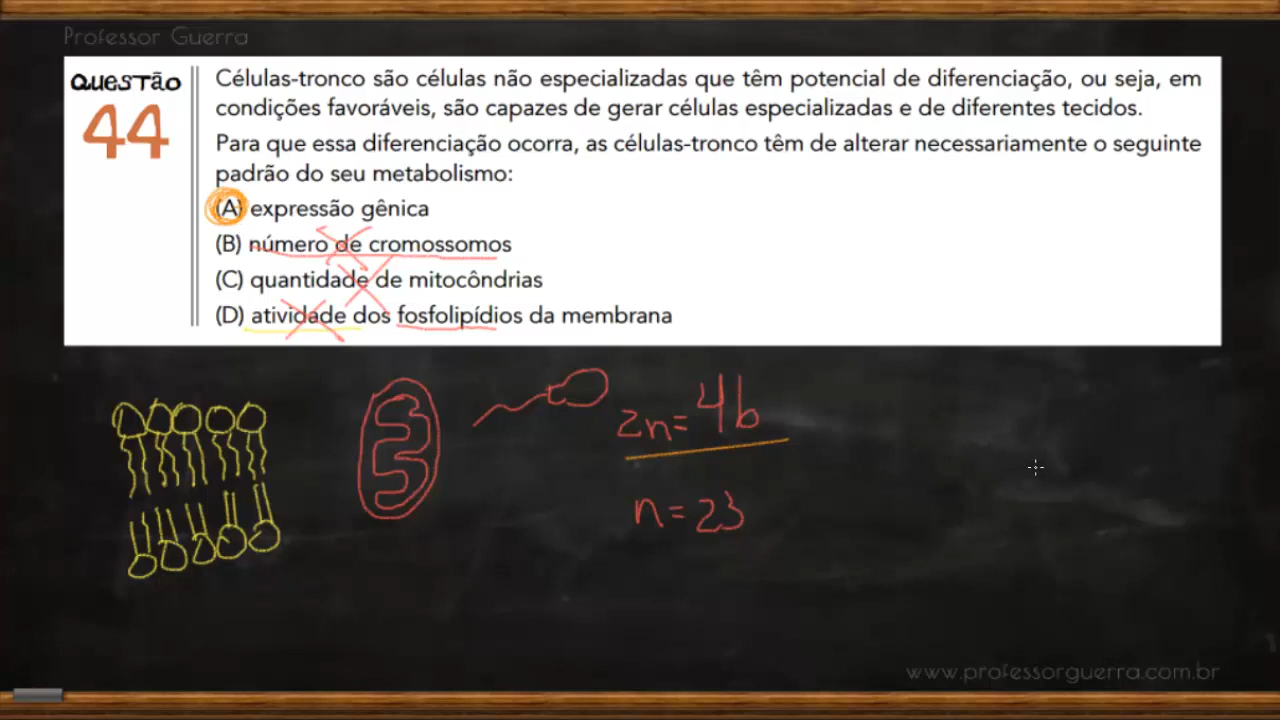 Professor Guerra
QUESTÃO
44
Células-tronco são células não especializadas que têm potencial de diferenciação, ou seja, em
condições favoráveis, são capazes de gerar células especializadas e de diferentes tecidos.
Para que essa diferenciação ocorra, as células-tronco têm de alterar necessariamente o seguinte
padrão do seu metabolismo:
(A) expressão gênica
(B) número de cromossomos
(C) quantidade de mitocôndrias
(D) atividade dos fosfolipídios da membrana
2n=46
n=23
www.professorguerra.com.br